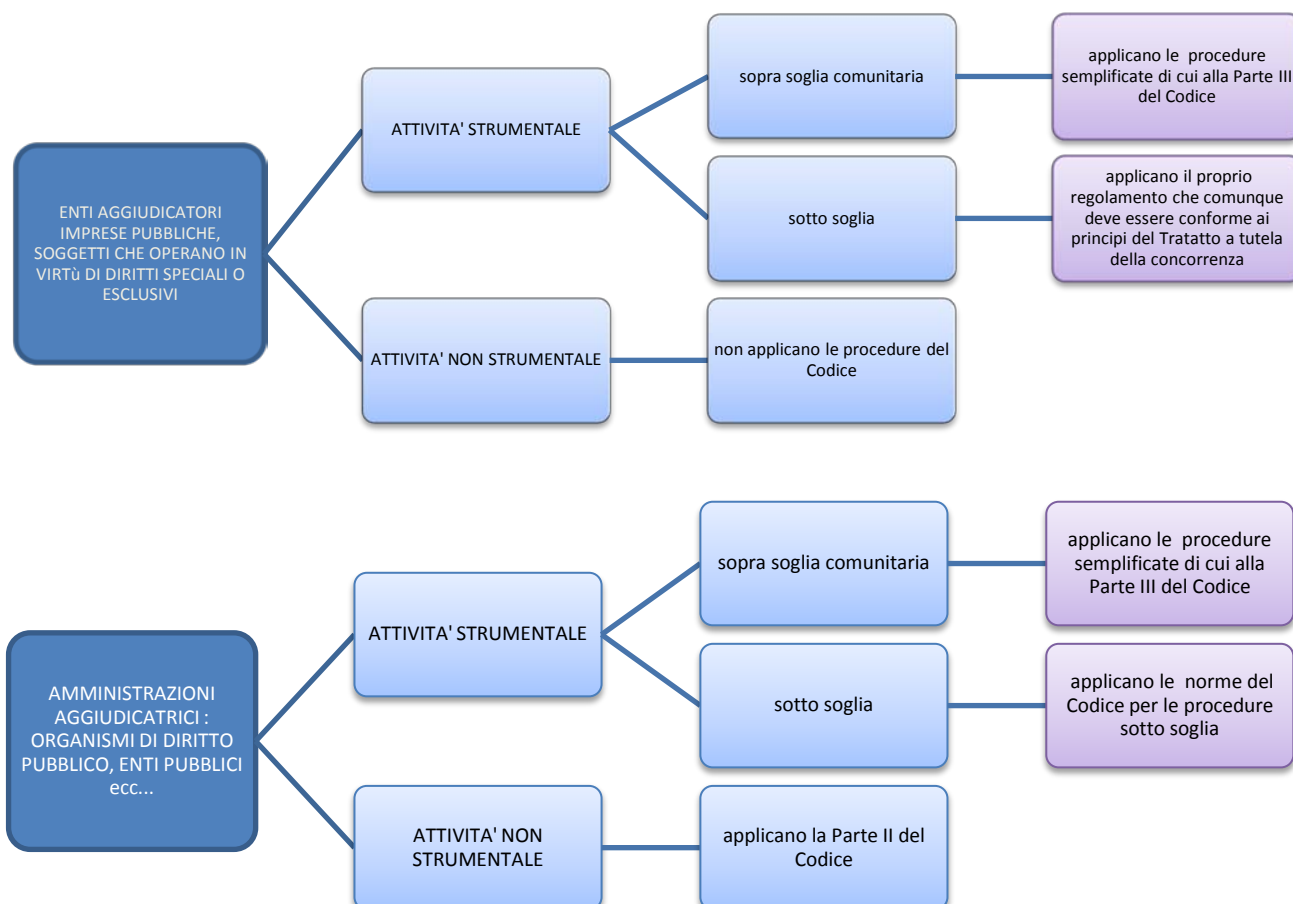 ENTI AGGIUDICATORI
IMPRESE PUBBLICHE,
SOGGETTI CHE OPERANO IN
VIRTù DI DIRITTI SPECIALI O
ESCLUSIVI
ATTIVITA' STRUMENTALE
sopra soglia comunitaria
applicano le procedure
semplificate di cui alla Parte III
del Codice
sotto soglia
applicano il proprio
regolamento che comunque
deve essere conforme ai
principi del Tratatto a tutela
della concorrenza
ATTIVITA' NON STRUMENTALE
non applicano le procedure del
Codice
AMMINISTRAZIONI
AGGIUDICATRICI :
ORGANISMI DI DIRITTO
PUBBLICO, ENTI PUBBLICI
ecc...
ATTIVITA' STRUMENTALE
sopra soglia comunitaria
applicano le procedure
semplificate di cui alla
Parte III del Codice
sotto soglia
applicano le norme del
Codice per le procedure
sotto soglia
ATTIVITA' NON
STRUMENTALE
applicano la Parte II del
Codice